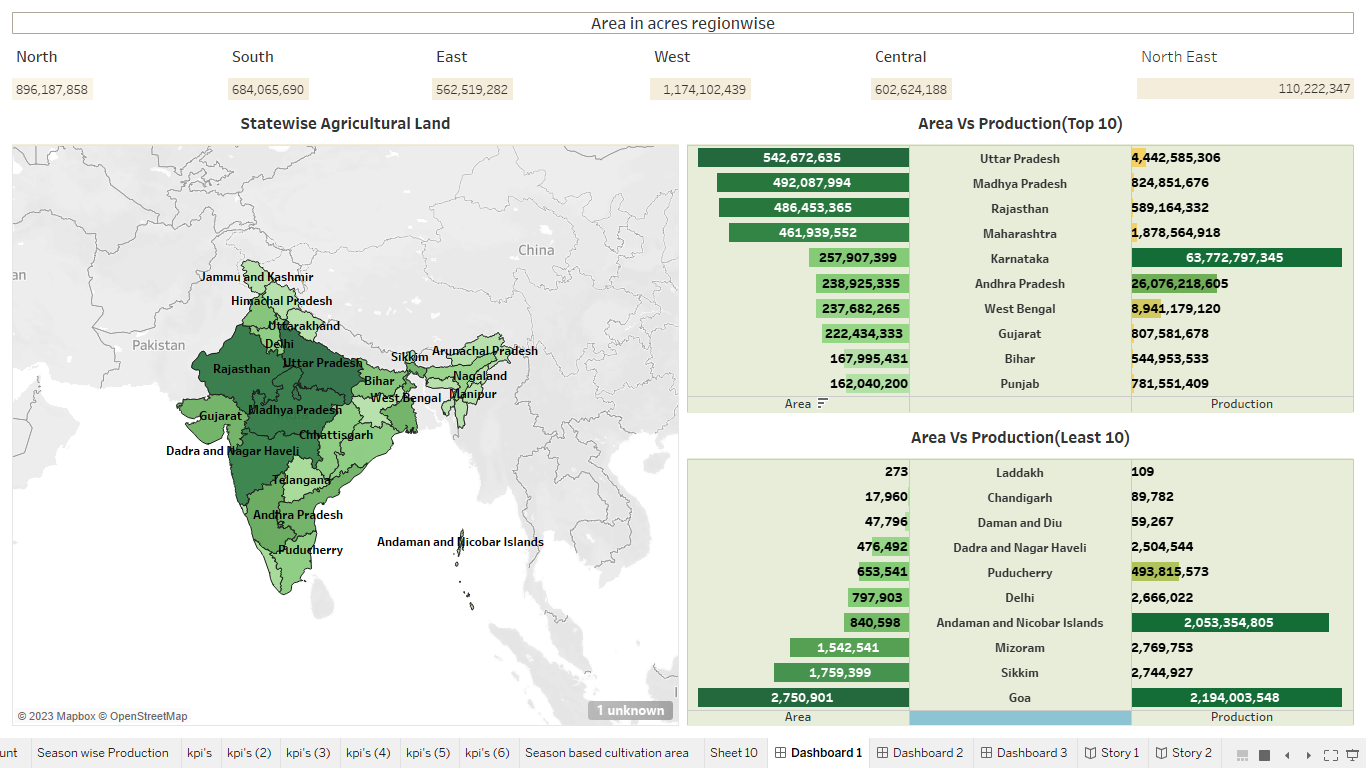 Area in acres regionwise
North South East West Central North East
896,187,858 684,065,690 562,519,282 1,174,102,439 602,624,188 110,222,347
Statewise Agricultural Land
China
Jammu and Kashmir
Himachal Pradesh
Uttarakhand
Pakistan
Delhi
Sikkim
Arunachal Pradesh
Rajasthan
Uttar Pradesh
Bihar
Nagaland
West Bengal
Manipur
Gujarat
Madhya Pradesh
Chhattisgarh
Dadra and Nagar Haveli
Telangana
Andhra Pradesh
Puducherry
Andaman and Nicobar Islands
© 2023 Mapbox © OpenStreetMap
1 unknown
Area Vs Production(Top 10)
542,672,635 Uttar Pradesh 4,442,585,306
492,087,994 Madhya Pradesh 824,851,676
486,453,365 Rajasthan 589,164,332
461,939,552 Maharashtra 1,878,564,918
257,907,399 Karnataka 63,772,797,345
238,925,335 Andhra Pradesh 26,076,218,605
237,682,265 West Bengal 8,941,179,120
222,434,333 Gujarat 807,581,678
167,995,431 Bihar 544,953,533
162,040,200 Punjab 781,551,409
Area Production
Area Vs Production(Least 10)
273 Laddakh 109
17,960 Chandigarh 89,782
47,796 Daman and Diu 59,267
476,492 Dadra and Nagar Haveli 2,504,544
653,541 Puducherry 493,815,573
797,903 Delhi 2,666,022
840,598 Andaman and Nicobar Islands 2,053,354,805
1,542,541 Mizoram 2,769,753
1,759,399 Sikkim 2,744,927
2,750,901 Goa 2,194,003,548
Area Production
Season wise Production kpi's kpi's (2) kpi's (3) kpi's (4) kpi's (5) kpi's (6) Season based cultivation area Sheet 10 Dashboard 1 Dashboard 2 Dashboard 3 Story 1 Story 2